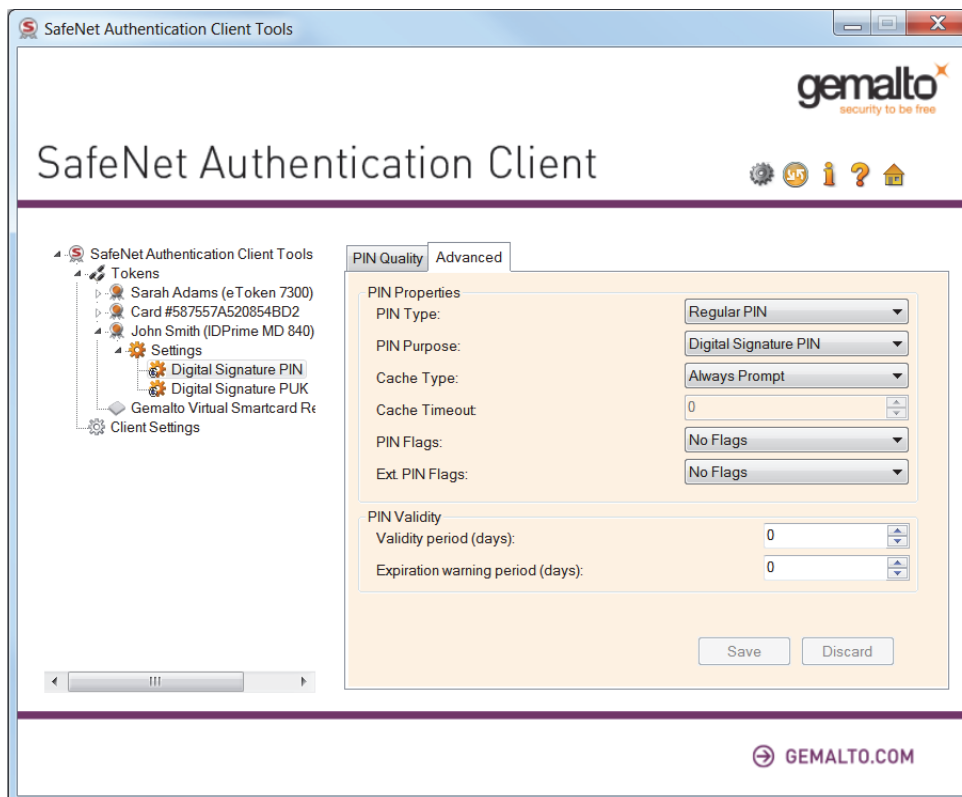 SafeNet Authentication Client Tools
gemalto
security to be free
SafeNet Authentication Client
SafeNet Authentication Client Tools
Tokens
Sarah Adams (eToken 7300)
Card #587557A520854BD2
John Smith (IDPrime MD 840)
Settings
Digital Signature PIN
Digital Signature PUK
Gemalto Virtual Smartcard Re
Client Settings
PIN Quality
Advanced
PIN Properties
PIN Type: Regular PIN
PIN Purpose: Digital Signature PIN
Cache Type: Always Prompt
Cache Timeout: 0
PIN Flags: No Flags
Ext. PIN Flags: No Flags
PIN Validity
Validity period (days): 0
Expiration warning period (days): 0
Save Discard
GEMALTO.COM